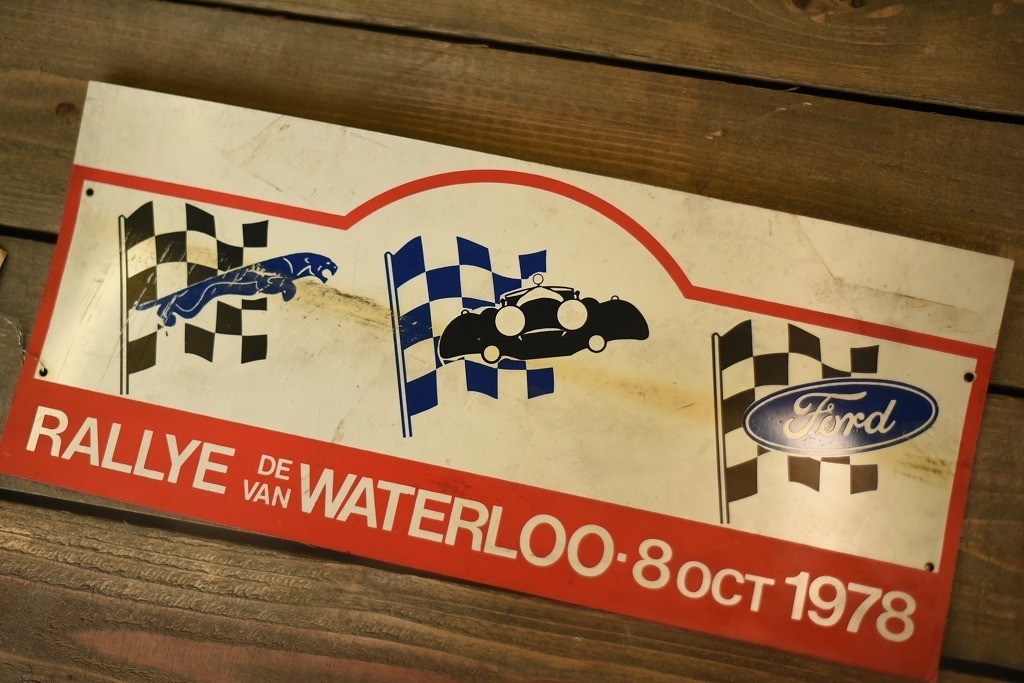 Ford
RALLYE DE VAN WATERLOO · 8 OCT 1978